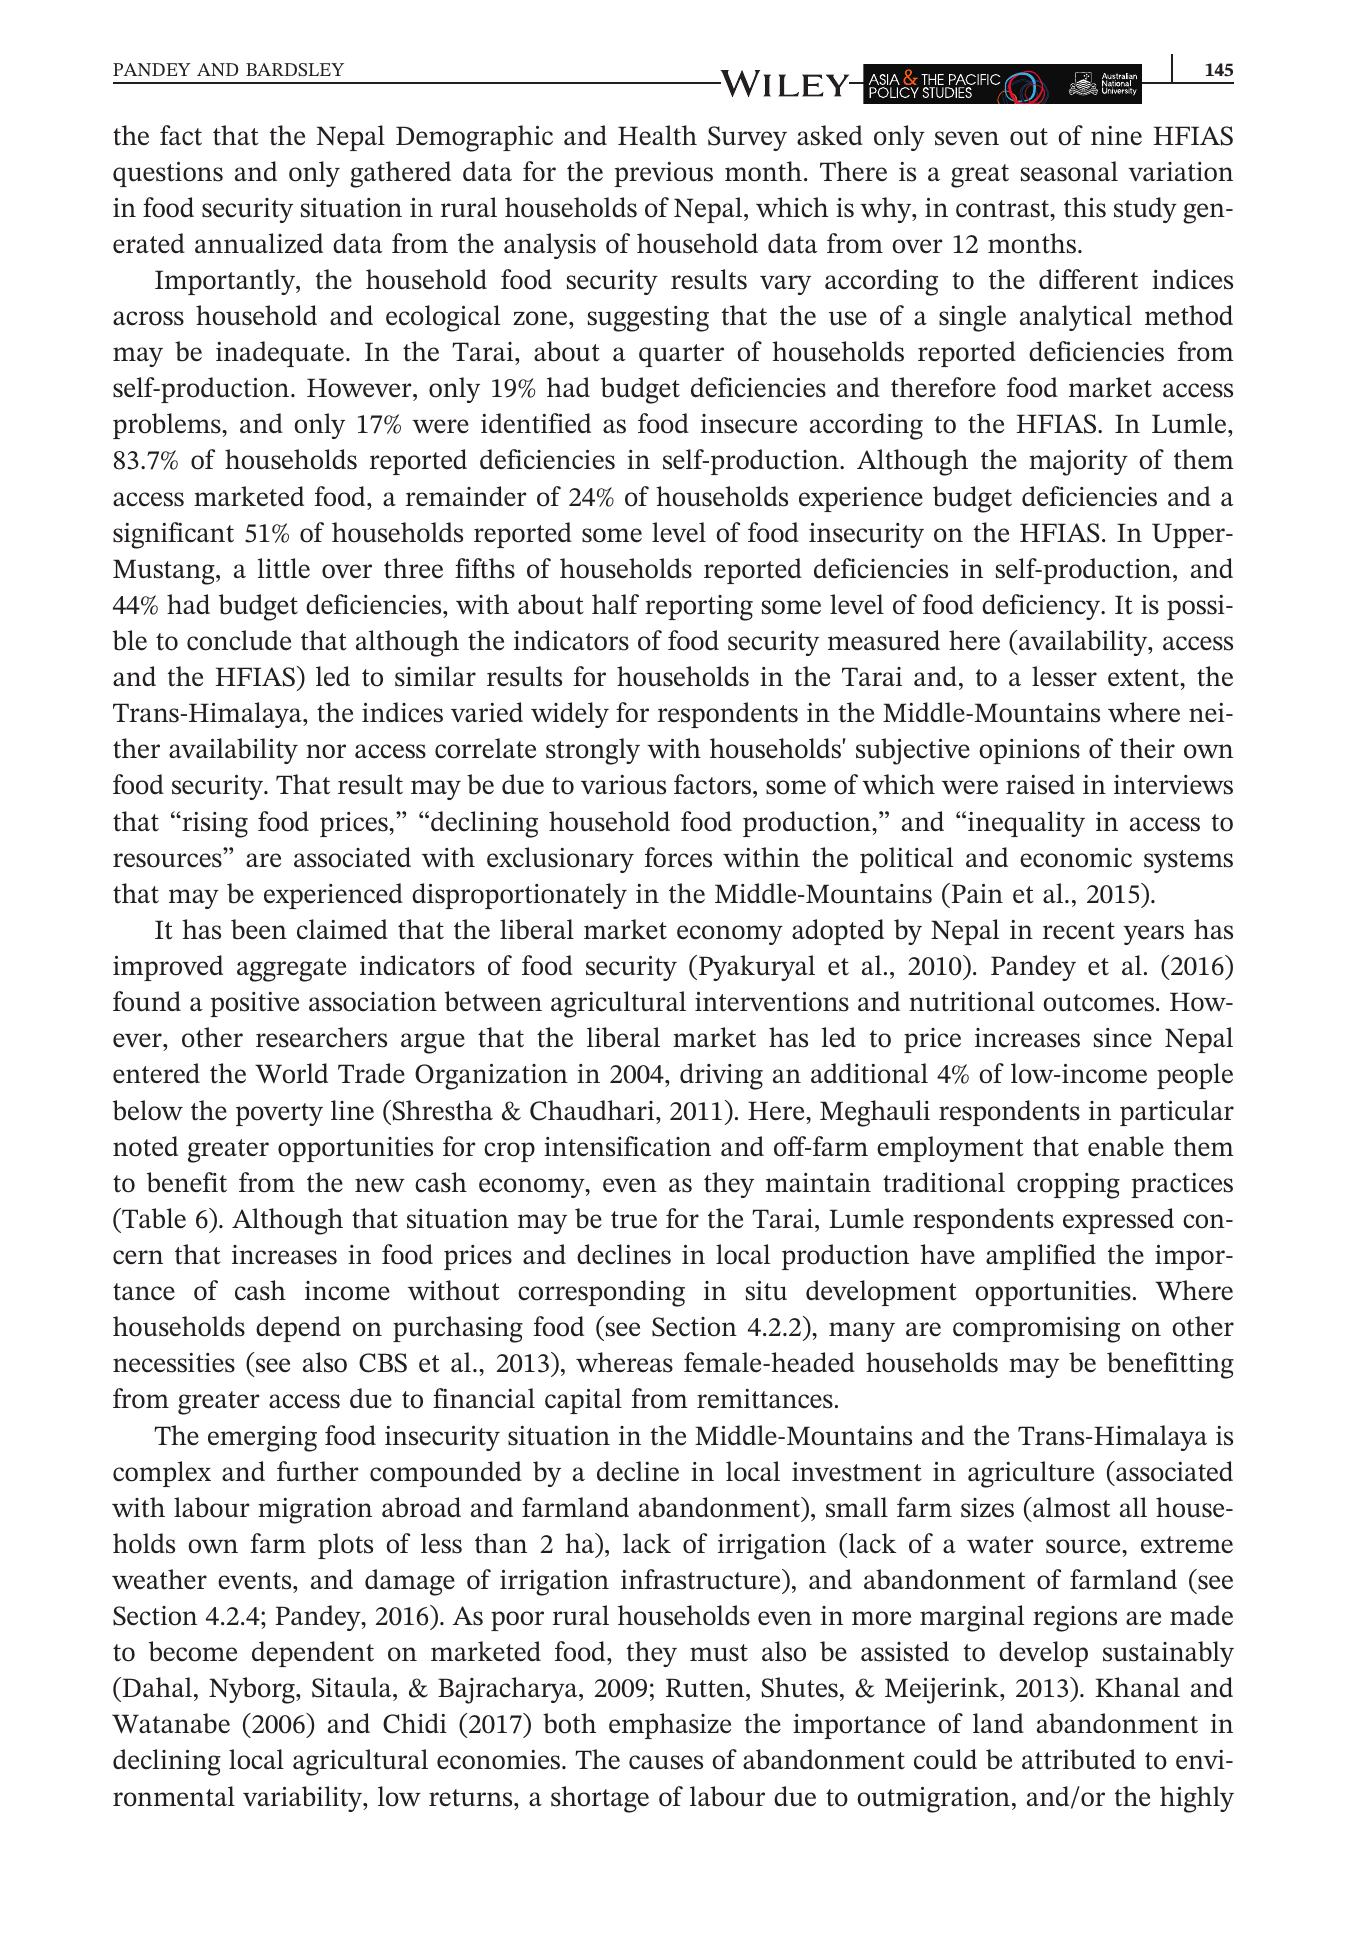 PANDEY AND BARDSLEY
WILEY
ASIA & THE PACIFIC
POLICY STUDIES
Australian
National
University
145
the fact that the Nepal Demographic and Health Survey asked only seven out of nine HFIAS
questions and only gathered data for the previous month. There is a great seasonal variation
in food security situation in rural households of Nepal, which is why, in contrast, this study gen-
erated annualized data from the analysis of household data from over 12 months.
Importantly, the household food security results vary according to the different indices
across household and ecological zone, suggesting that the use of a single analytical method
may be inadequate. In the Tarai, about a quarter of households reported deficiencies from
self-production. However, only 19% had budget deficiencies and therefore food market access
problems, and only 17% were identified as food insecure according to the HFIAS. In Lumle,
83.7% of households reported deficiencies in self-production. Although the majority of them
access marketed food, a remainder of 24% of households experience budget deficiencies and a
significant 51% of households reported some level of food insecurity on the HFIAS. In Upper-
Mustang, a little over three fifths of households reported deficiencies in self-production, and
44% had budget deficiencies, with about half reporting some level of food deficiency. It is possi-
ble to conclude that although the indicators of food security measured here (availability, access
and the HFIAS) led to similar results for households in the Tarai and, to a lesser extent, the
Trans-Himalaya, the indices varied widely for respondents in the Middle-Mountains where nei-
ther availability nor access correlate strongly with households' subjective opinions of their own
food security. That result may be due to various factors, some of which were raised in interviews
that “rising food prices,” “declining household food production,” and “inequality in access to
resources” are associated with exclusionary forces within the political and economic systems
that may be experienced disproportionately in the Middle-Mountains (Pain et al., 2015).
It has been claimed that the liberal market economy adopted by Nepal in recent years has
improved aggregate indicators of food security (Pyakuryal et al., 2010). Pandey et al. (2016)
found a positive association between agricultural interventions and nutritional outcomes. How-
ever, other researchers argue that the liberal market has led to price increases since Nepal
entered the World Trade Organization in 2004, driving an additional 4% of low-income people
below the poverty line (Shrestha & Chaudhari, 2011). Here, Meghauli respondents in particular
noted greater opportunities for crop intensification and off-farm employment that enable them
to benefit from the new cash economy, even as they maintain traditional cropping practices
(Table 6). Although that situation may be true for the Tarai, Lumle respondents expressed con-
cern that increases in food prices and declines in local production have amplified the impor-
tance of cash income without corresponding in situ development opportunities. Where
households depend on purchasing food (see Section 4.2.2), many are compromising on other
necessities (see also CBS et al., 2013), whereas female-headed households may be benefitting
from greater access due to financial capital from remittances.
The emerging food insecurity situation in the Middle-Mountains and the Trans-Himalaya is
complex and further compounded by a decline in local investment in agriculture (associated
with labour migration abroad and farmland abandonment), small farm sizes (almost all house-
holds own farm plots of less than 2 ha), lack of irrigation (lack of a water source, extreme
weather events, and damage of irrigation infrastructure), and abandonment of farmland (see
Section 4.2.4; Pandey, 2016). As poor rural households even in more marginal regions are made
to become dependent on marketed food, they must also be assisted to develop sustainably
(Dahal, Nyborg, Sitaula, & Bajracharya, 2009; Rutten, Shutes, & Meijerink, 2013). Khanal and
Watanabe (2006) and Chidi (2017) both emphasize the importance of land abandonment in
declining local agricultural economies. The causes of abandonment could be attributed to envi-
ronmental variability, low returns, a shortage of labour due to outmigration, and/or the highly